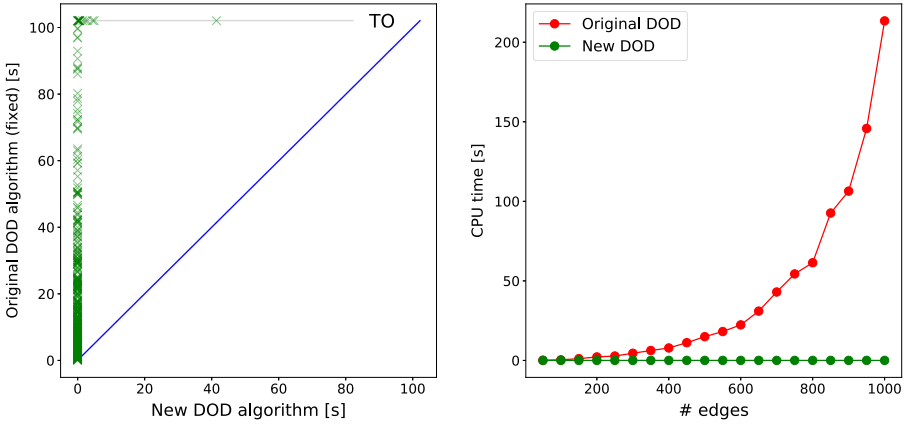 Original DOD algorithm (fixed) [s]
100
80
60
40
20
0
TO
0 20 40 60 80 100
New DOD algorithm [s]
CPU time [s]
200
150
100
50
0
Original DOD
New DOD
200 400 600 800 1000
# edges